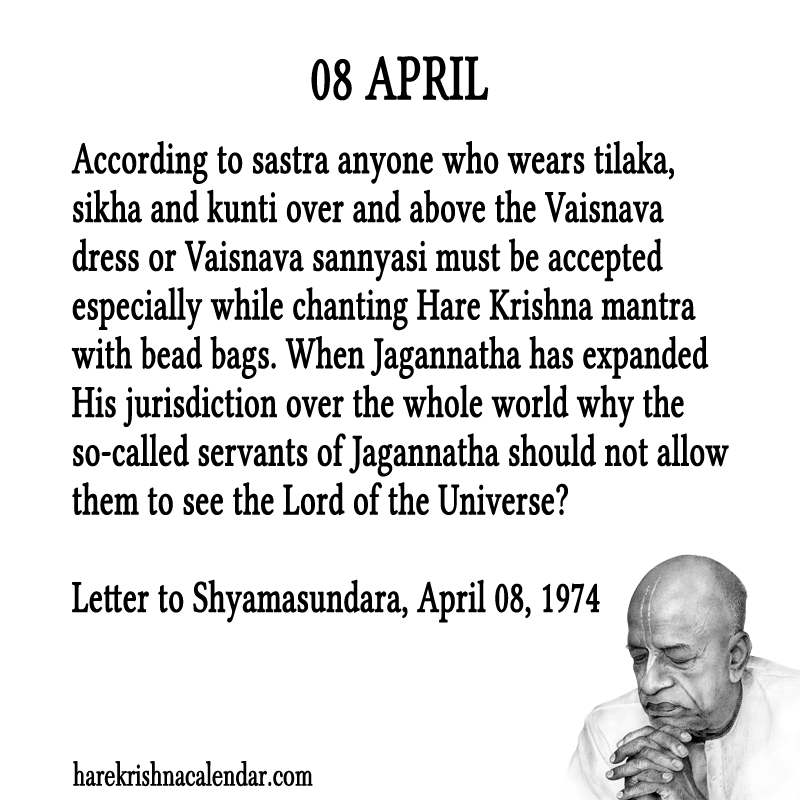 08 APRIL
According to sastra anyone who wears tilaka,
sikha and kunti over and above the Vaisnava
dress or Vaisnava sannyasi must be accepted
especially while chanting Hare Krishna mantra
with bead bags. When Jagannatha has expanded
His jurisdiction over the whole world why the
so-called servants of Jagannatha should not allow
them to see the Lord of the Universe?
Letter to Shyamasundara, April 08, 1974
harekrishnacalendar.com